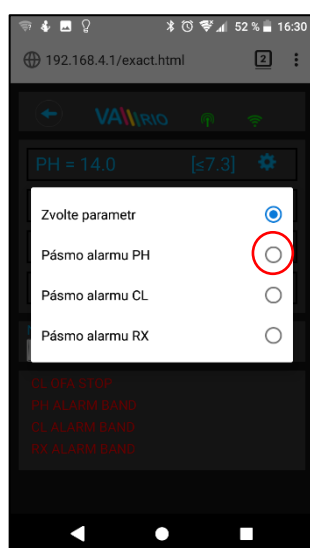 52 % 16:30
192.168.4.1/exact.html 2
VA RIO
PH = 14.0 [≤7.3]
Zvolte parametr
Pásmo alarmu PH
Pásmo alarmu CL
Pásmo alarmu RX
CL OFA STOP
PH ALARM BAND
CL ALARM BAND
RX ALARM BAND